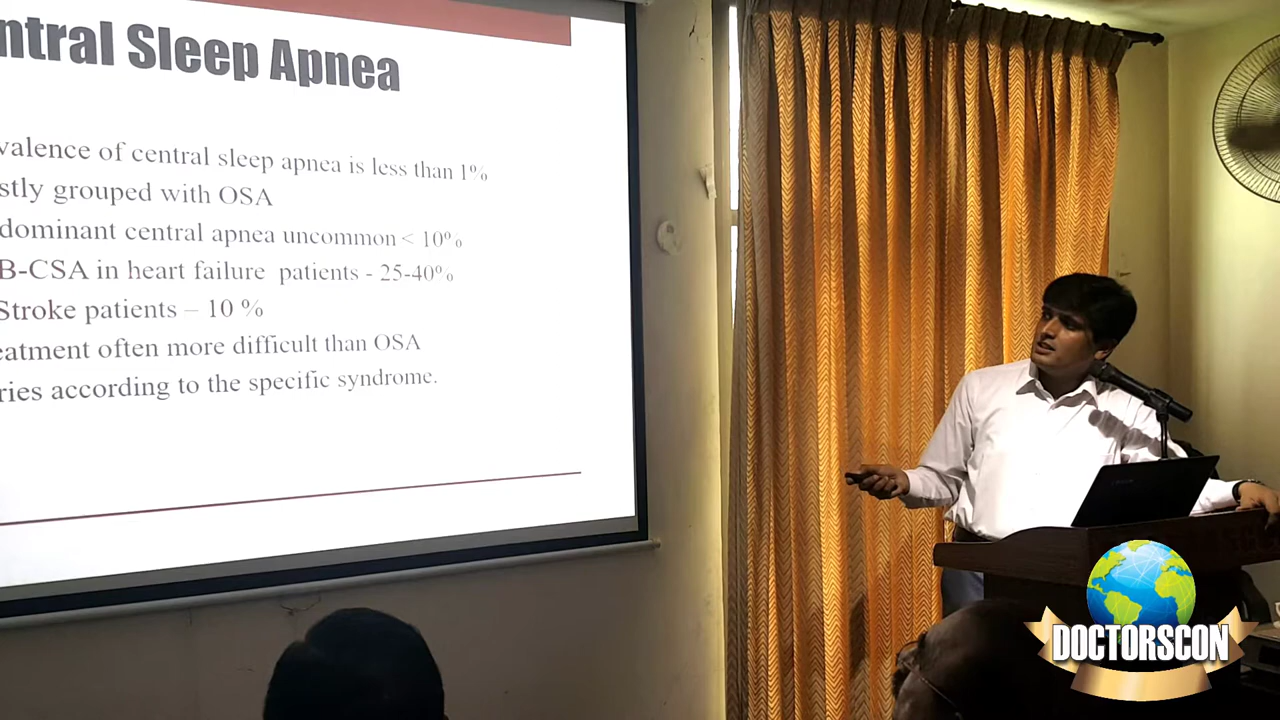 ntral Sleep Apnea
valence of central sleep apnea is less than 1%
stly grouped with OSA
dominant central apnea uncommon < 10%
B-CSA in heart failure patients - 25-40%
Stroke patients – 10 %
eatment often more difficult than OSA
ries according to the specific syndrome.
DOCTORSCON